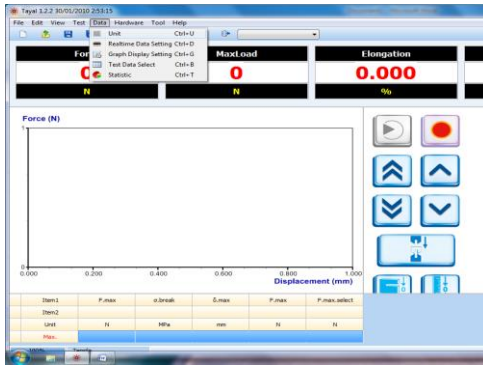 Tayal 1.2.2 30/01/2010 2:53:15
File Edit View Test Data Hardware Tool Help
Unit Ctrl+U
Realtime Data Setting Ctrl+D
Graph Display Setting Ctrl+G
Test Data Select Ctrl+B
Statistic Ctrl+T
For MaxLoad Elongation
0 0 0.000
N N %
Force (N)
1
0
0.000 0.200 0.400 0.600 0.800 1.000
Displacement (mm)
Item1 F.max σ.break δ.max F.max F.max.select
Item2
Unit N MPa mm N N
Max.
100% Tensile